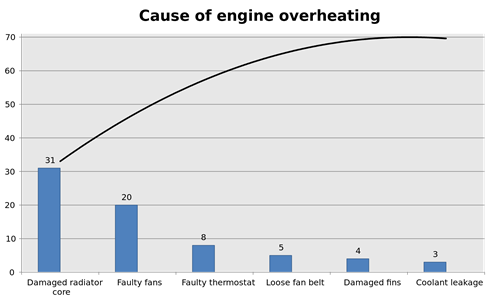 Cause of engine overheating
70
60
50
40
30
20
10
0
31
20
8
5
4
3
Damaged radiator
core
Faulty fans
Faulty thermostat
Loose fan belt
Damaged fins
Coolant leakage